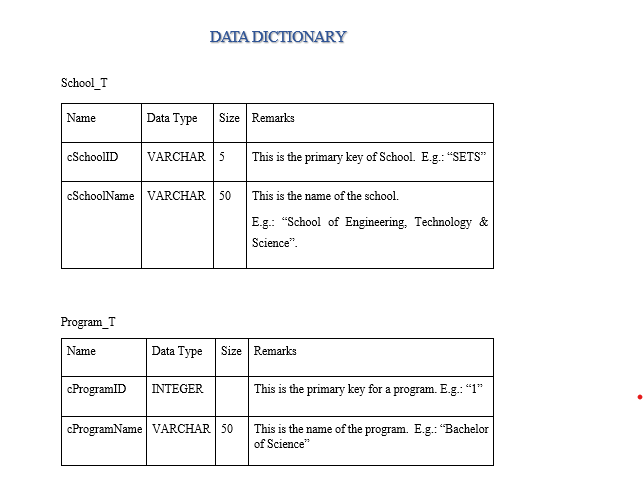 DATA DICTIONARY
School_T
Name Data Type Size Remarks
cSchoolID VARCHAR 5 This is the primary key of School. E.g.: “SETS”
cSchoolName VARCHAR 50 This is the name of the school.
E.g.: “School of Engineering, Technology &
Science”.
Program_T
Name Data Type Size Remarks
cProgramID INTEGER This is the primary key for a program. E.g.: “1”
cProgramName VARCHAR 50 This is the name of the program. E.g.: “Bachelor
of Science”